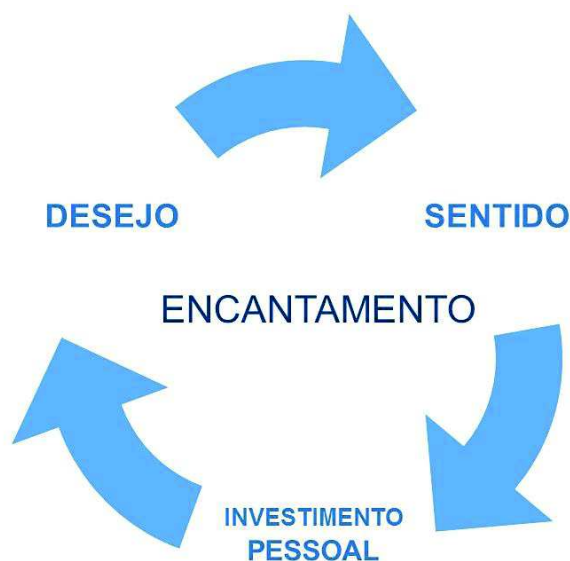 DESEJO
SENTIDO
ENCANTAMENTO
INVESTIMENTO
PESSOAL